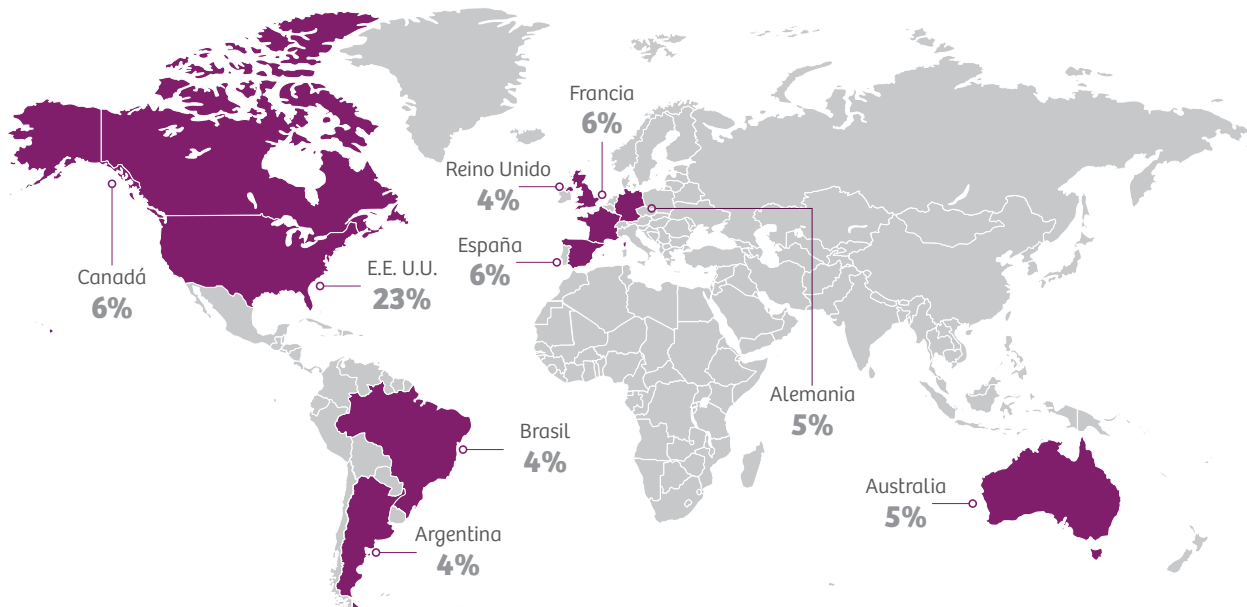 Francia
6%
Reino Unido
4%
España
6%
Canadá
6%
E.E. U.U.
23%
Alemania
5%
Brasil
4%
Australia
5%
Argentina
4%